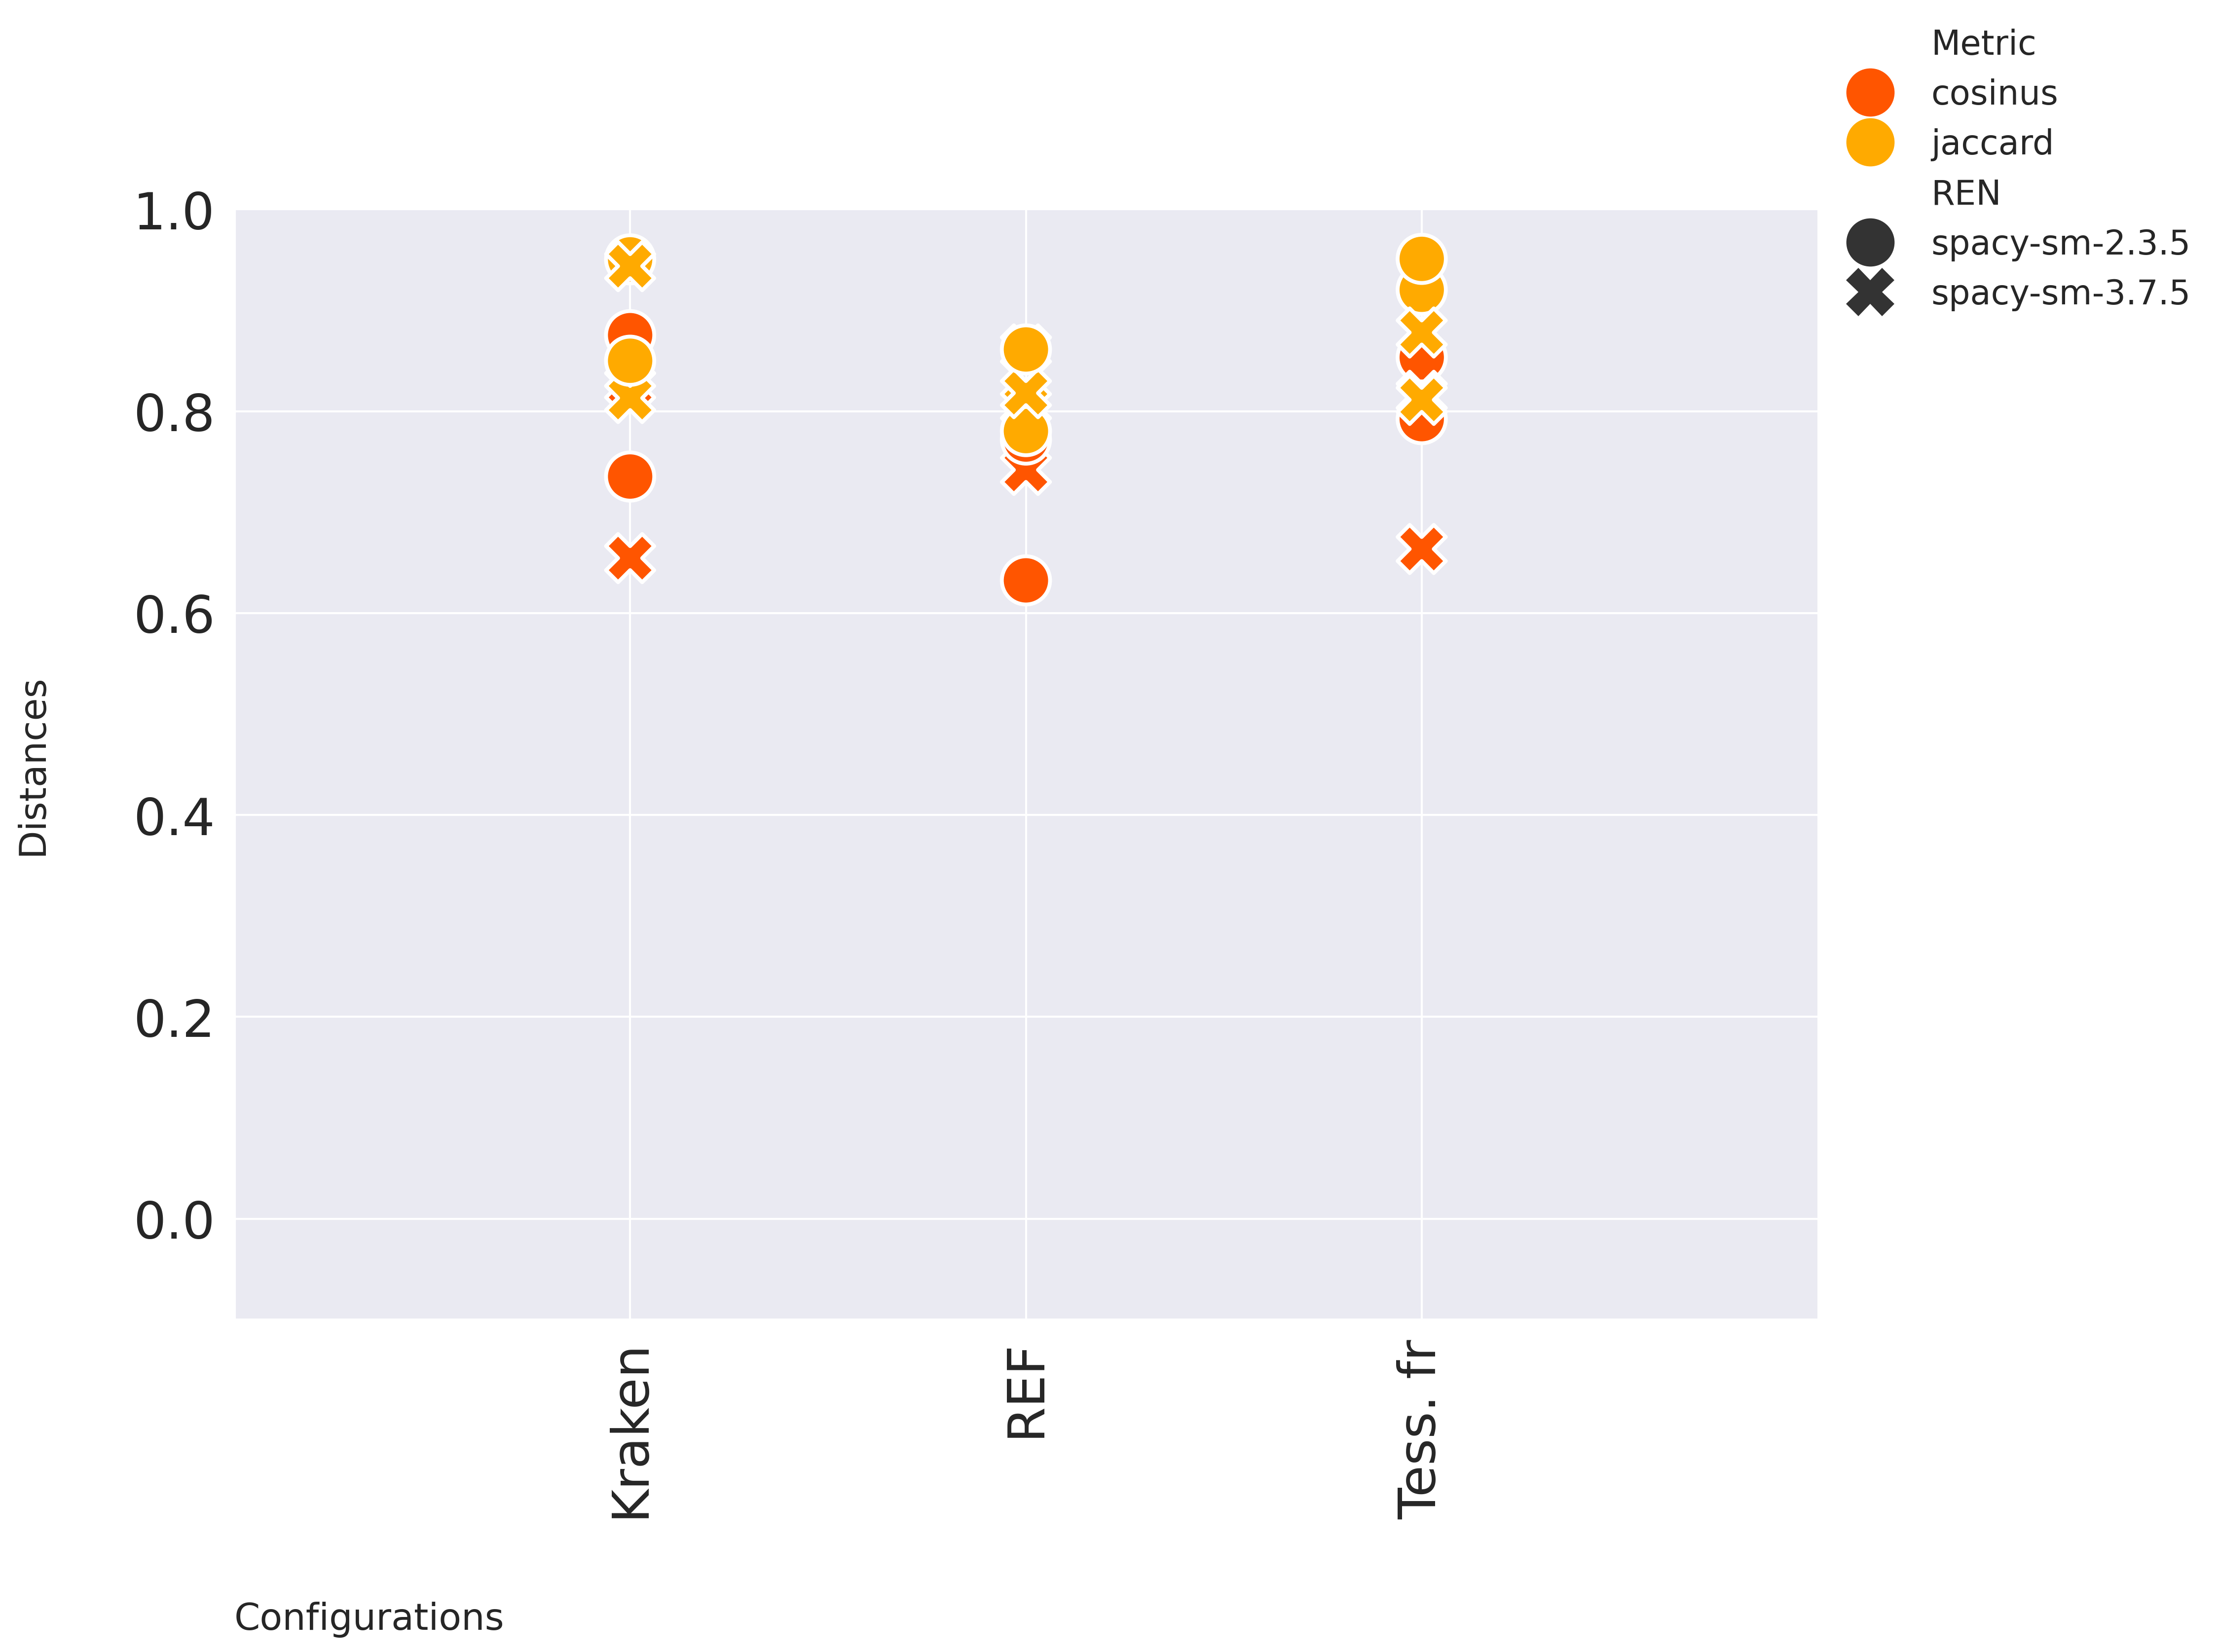 Metric
cosinus
jaccard
REN
spacy-sm-2.3.5
spacy-sm-3.7.5
1.0
0.8
0.6
0.4
0.2
0.0
Distances
Kraken
REF
Tess. fr
Configurations